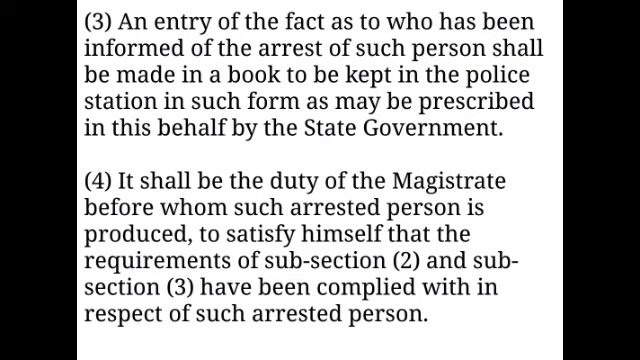 (3) An entry of the fact as to who has been
informed of the arrest of such person shall
be made in a book to be kept in the police
station in such form as may be prescribed
in this behalf by the State Government.
(4) It shall be the duty of the Magistrate
before whom such arrested person is
produced, to satisfy himself that the
requirements of sub-section (2) and sub-
section (3) have been complied with in
respect of such arrested person.